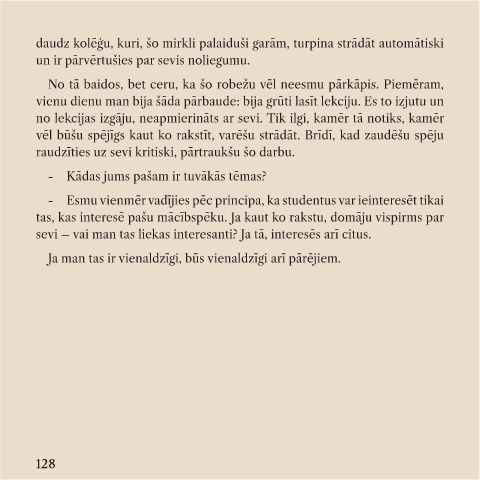 daudz kolēģu, kuri, šo mirkli palaiduši garām, turpina strādāt automātiski
un ir pārvērtušies par sevis noliegumu.
No tā baidos, bet ceru, ka šo robežu vēl neesmu pārkāpis. Piemēram,
vienu dienu man bija šāda pārbaude: bija grūti lasīt lekciju. Es to izjutu un
no lekcijas izgāju, neapmierināts ar sevi. Tik ilgi, kamēr tā notiks, kamēr
vēl būšu spējīgs kaut ko rakstīt, varēšu strādāt. Brīdī, kad zaudēšu spēju
raudzīties uz sevi kritiski, pārtraukšu šo darbu.
- Kādas jums pašam ir tuvākās tēmas?
- Esmu vienmēr vadījies pēc principa, ka studentus var ieinteresēt tikai
tas, kas interesē pašu mācībspēku. Ja kaut ko rakstu, domāju vispirms par
sevi – vai man tas liekas interesanti? Ja tā, interesēs arī citus.
Ja man tas ir vienaldzīgi, būs vienaldzīgi arī pārējiem.
128